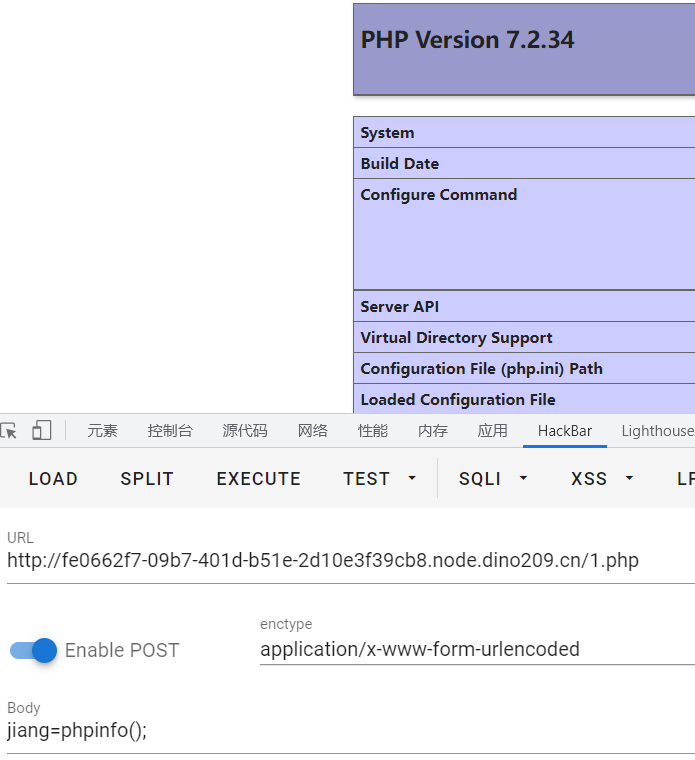 PHP Version 7.2.34
System
Build Date
Configure Command
Server API
Virtual Directory Support
Configuration File (php.ini) Path
Loaded Configuration File
元素 控制台 源代码 网络 性能 内存 应用 HackBar Lighthouse
LOAD SPLIT EXECUTE TEST SQLI XSS LF
URL
http://fe0662f7-09b7-401d-b51e-2d10e3f39cb8.node.dino209.cn/1.php
Enable POST
enctype
application/x-www-form-urlencoded
Body
jiang=phpinfo();